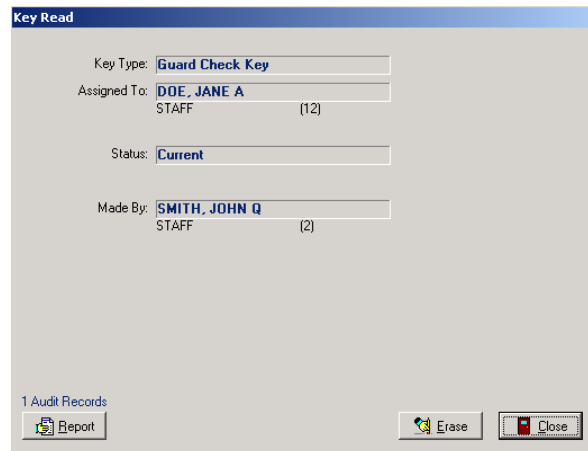 Key Read
Key Type: Guard Check Key
Assigned To: DOE, JANE A
STAFF (12)
Status: Current
Made By: SMITH, JOHN Q
STAFF (2)
1 Audit Records
Report Erase Close